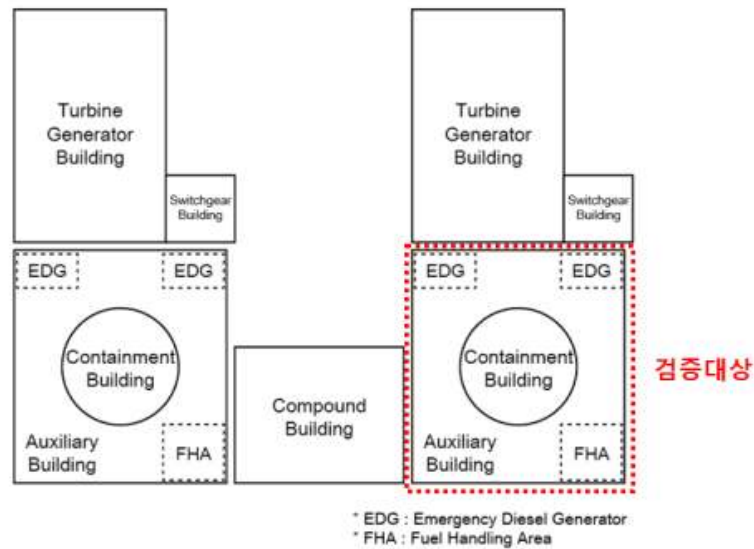 Turbine
Generator
Building
Switchgear
Building
EDG
EDG
Containment
Building
Auxiliary
Building
FHA
Compound
Building
Turbine
Generator
Building
Switchgear
Building
EDG
EDG
Containment
Building
Auxiliary
Building
FHA
검증대상
* EDG : Emergency Diesel Generator
* FHA : Fuel Handling Area